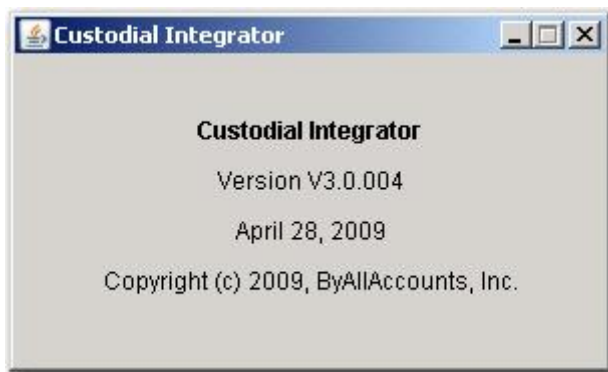 Custodial Integrator
Custodial Integrator
Version V3.0.004
April 28, 2009
Copyright (c) 2009, ByAllAccounts, Inc.